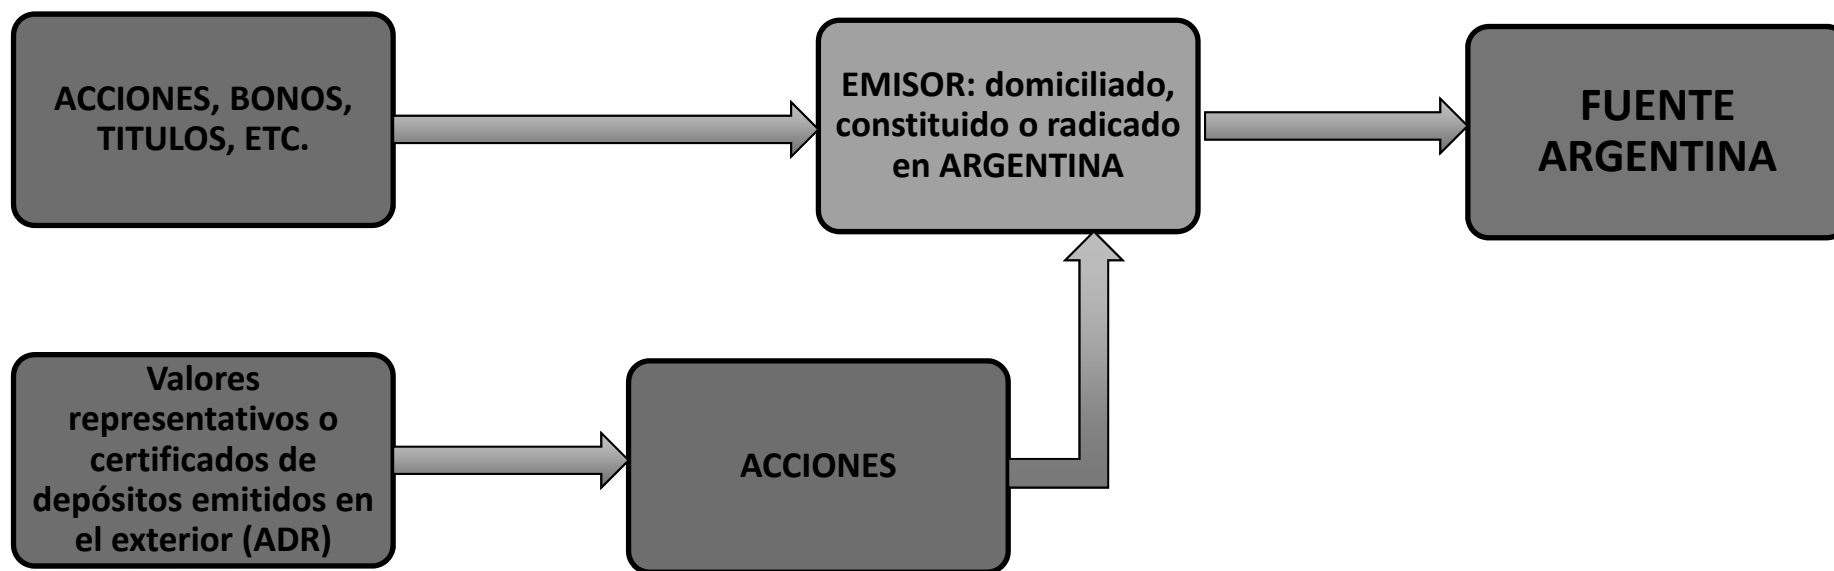 ACCIONES, BONOS,
TITULOS, ETC.
EMISOR: domiciliado,
constituido o radicado
en ARGENTINA
FUENTE
ARGENTINA
Valores
representativos o
certificados de
depósitos emitidos en
el exterior (ADR)
ACCIONES